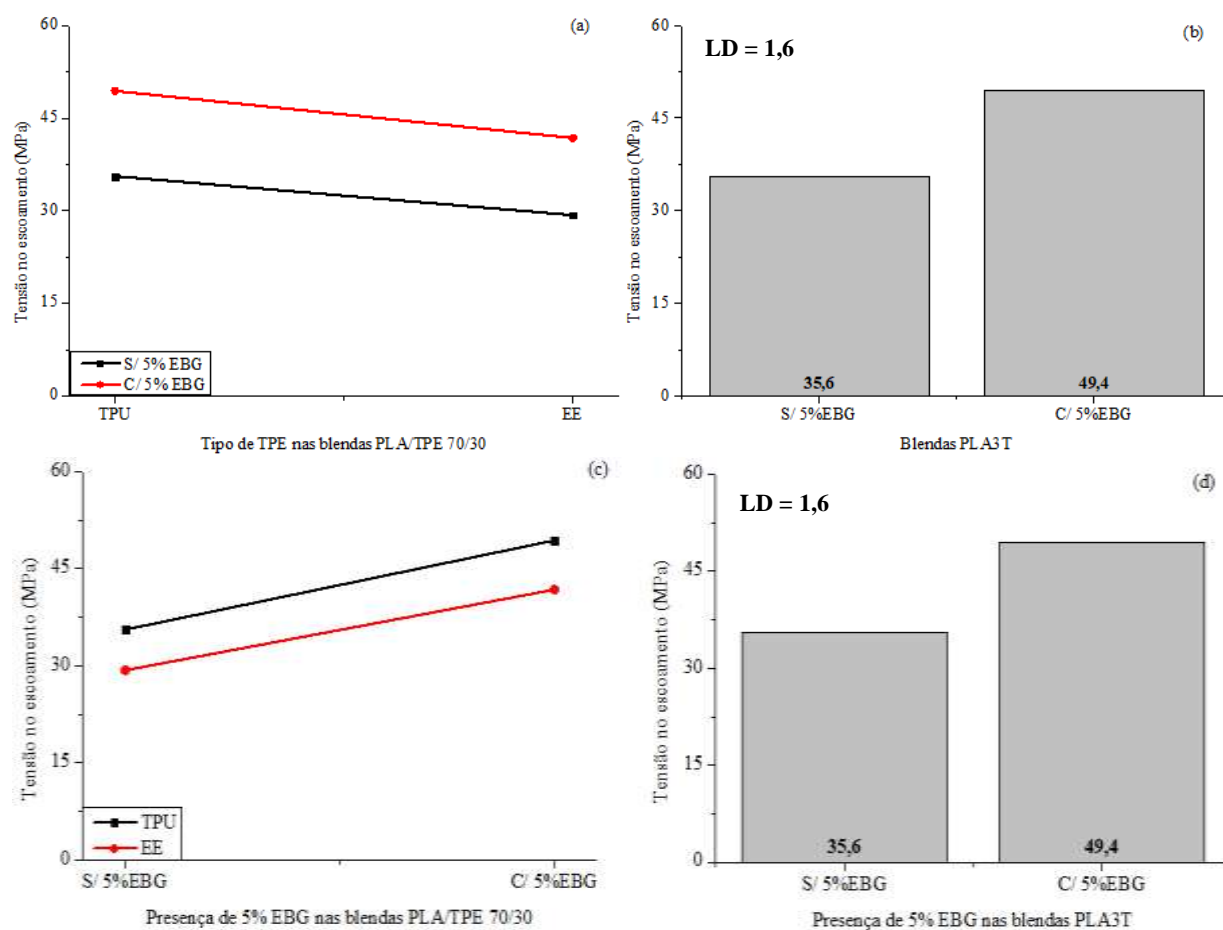 (a)
60
45
30
15
0
Tensão no escoamento (MPa)
S/ 5% EBG
C/ 5% EBG
TPU
EE
Tipo de TPE nas blendas PLA/TPE 70/30
(b)
LD = 1,6
60
45
30
15
0
Tensão no escoamento (MPa)
35,6
49,4
S/ 5%EBG
C/ 5%EBG
Blendas PLA3T
(c)
60
45
30
15
0
Tensão no escoamento (MPa)
TPU
EE
S/ 5%EBG
C/ 5%EBG
Presença de 5% EBG nas blendas PLA/TPE 70/30
(d)
LD = 1,6
60
45
30
15
0
Tensão no escoamento (MPa)
35,6
49,4
S/ 5%EBG
C/ 5%EBG
Presença de 5% EBG nas blendas PLA3T